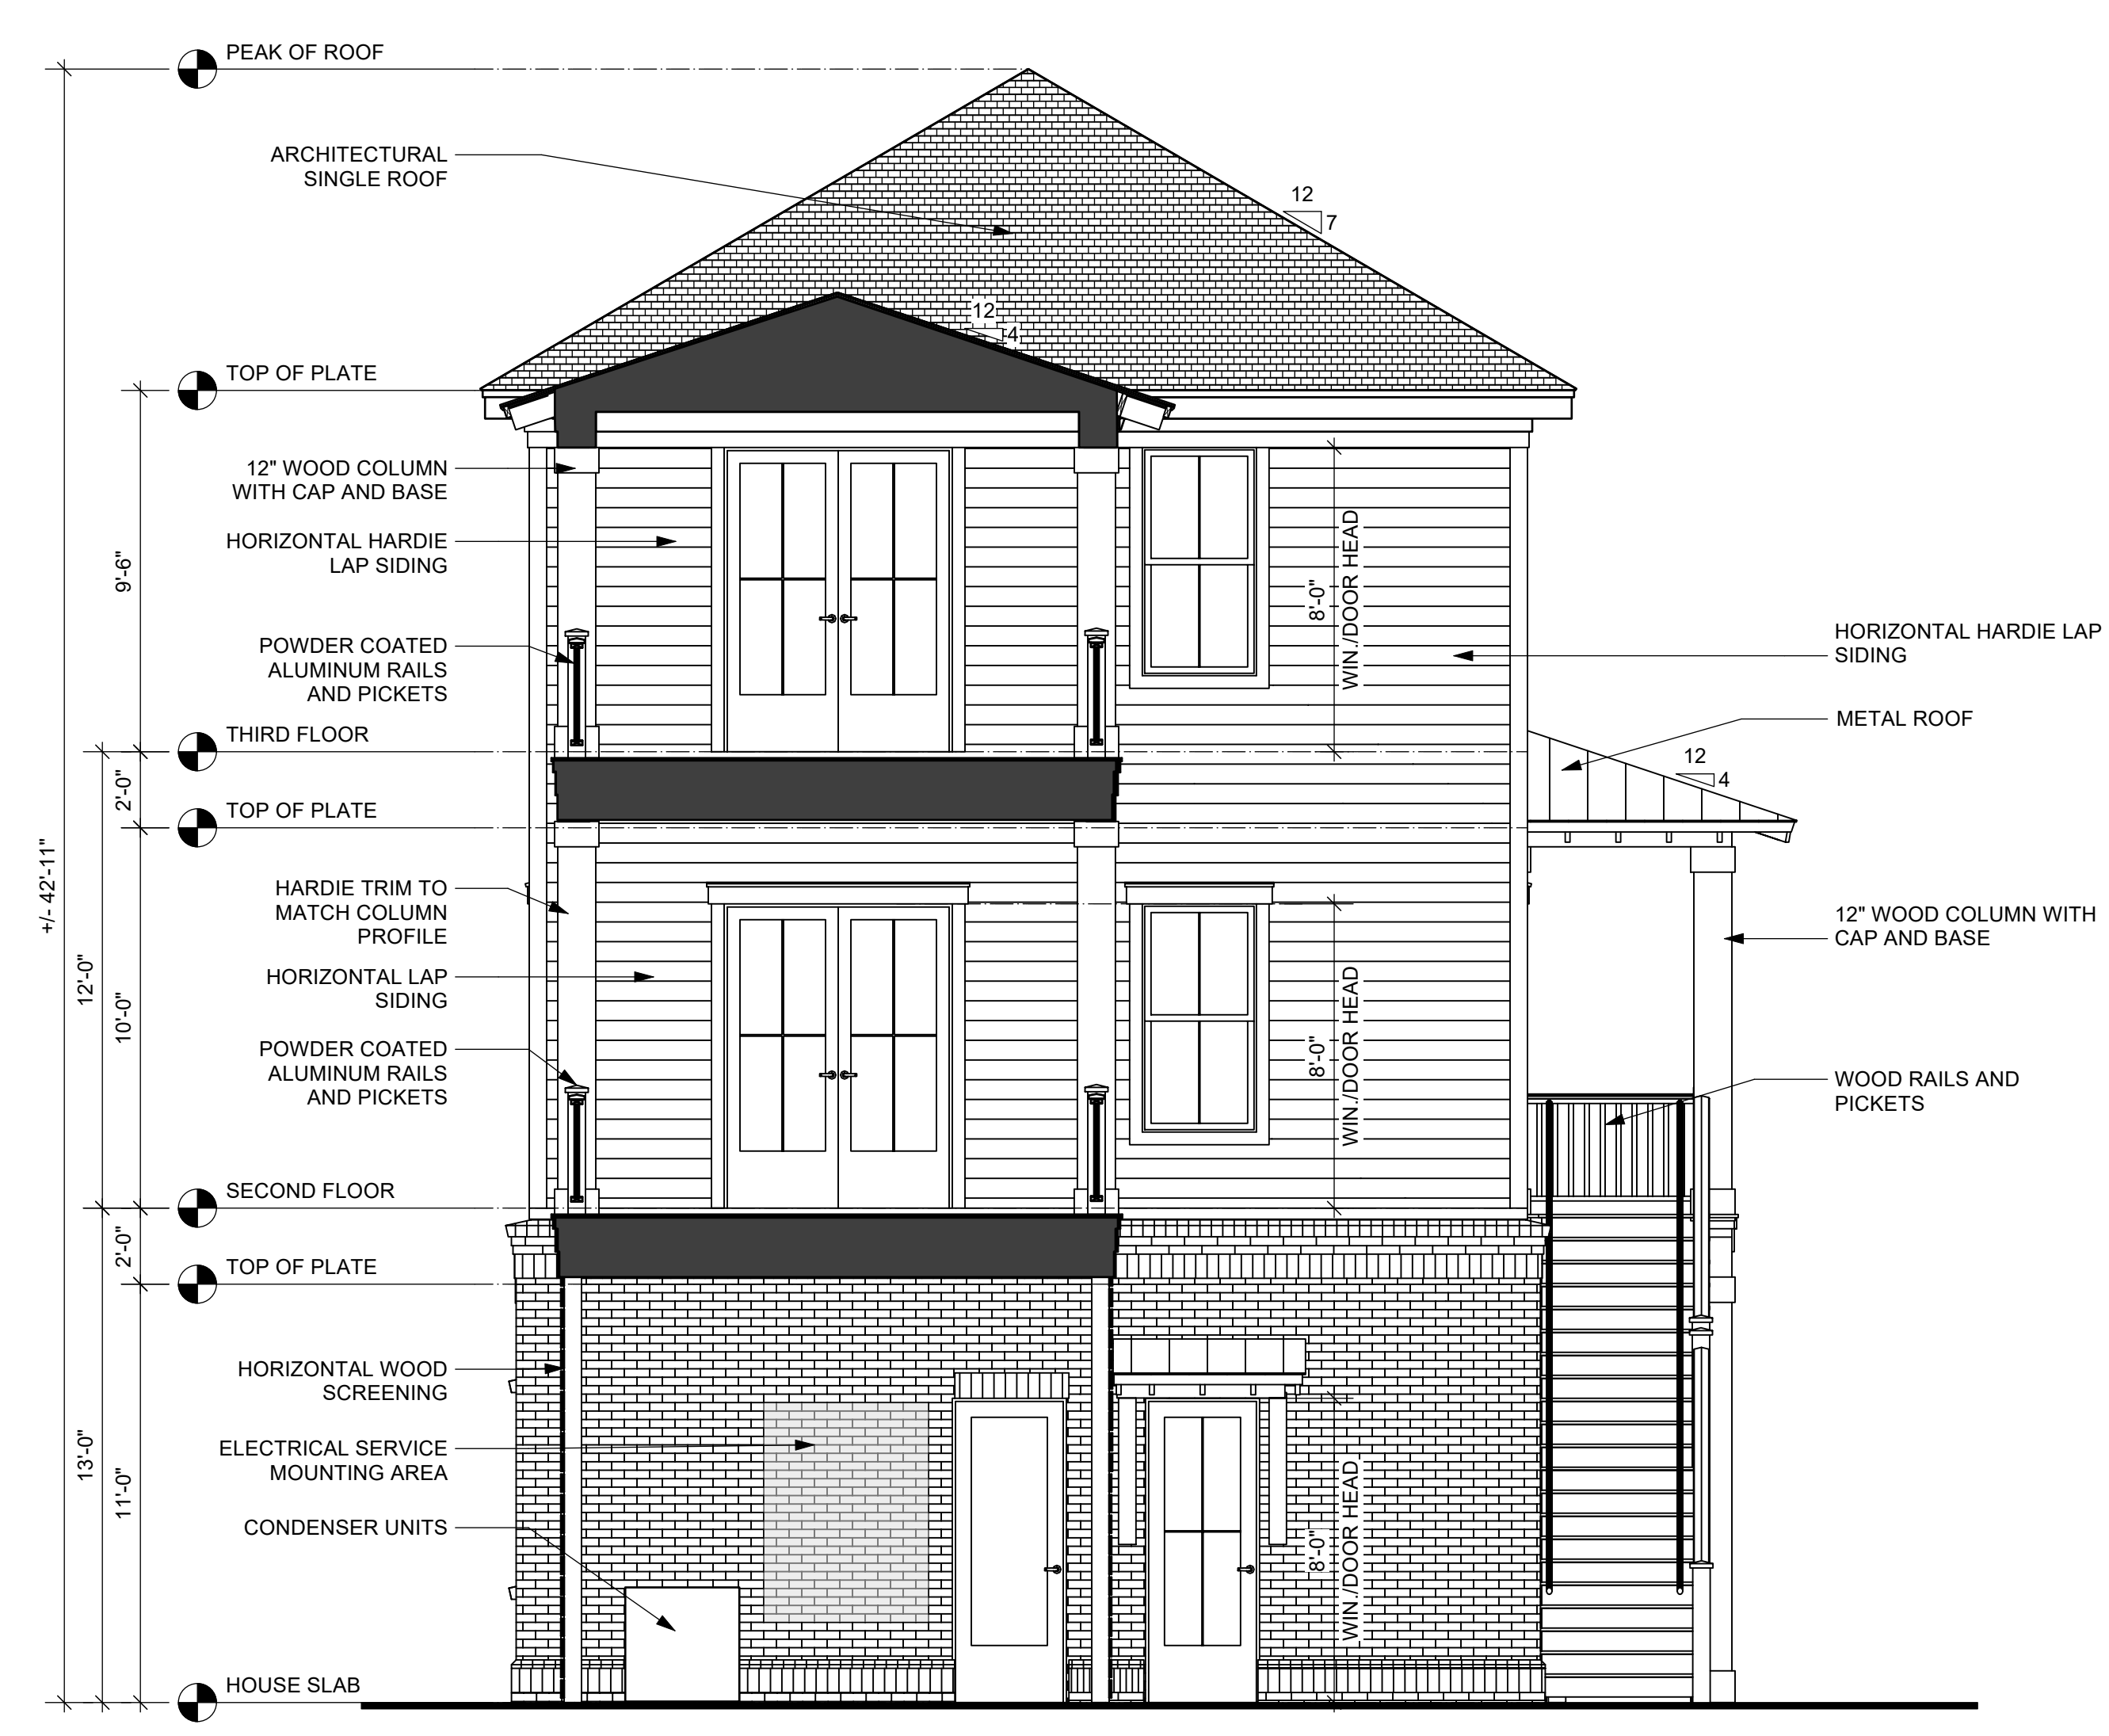 PEAK OF ROOF
ARCHITECTURAL
SINGLE ROOF
12
7
12
4
TOP OF PLATE
12" WOOD COLUMN
WITH CAP AND BASE
HORIZONTAL HARDIE
LAP SIDING
9'-6"
8'-0"
WIN./DOOR HEAD
POWDER COATED
ALUMINUM RAILS
AND PICKETS
HORIZONTAL HARDIE LAP
SIDING
METAL ROOF
12
4
THIRD FLOOR
2'-0"
TOP OF PLATE
+/- 42'-11"
HARDIE TRIM TO
MATCH COLUMN
PROFILE
12" WOOD COLUMN WITH
CAP AND BASE
12'-0"
10'-0"
HORIZONTAL LAP
SIDING
8'-0"
WIN./DOOR HEAD
POWDER COATED
ALUMINUM RAILS
AND PICKETS
WOOD RAILS AND
PICKETS
SECOND FLOOR
2'-0"
TOP OF PLATE
HORIZONTAL WOOD
SCREENING
13'-0"
11'-0"
ELECTRICAL SERVICE
MOUNTING AREA
8'-0"
WIN./DOOR HEAD
CONDENSER UNITS
HOUSE SLAB